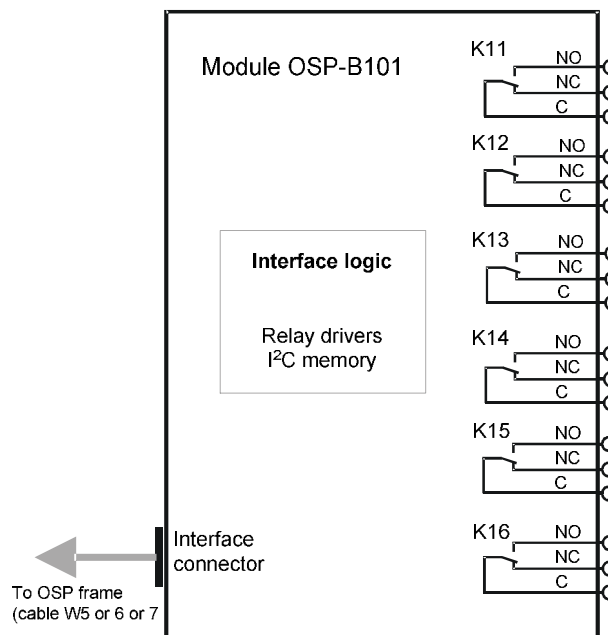 Module OSP-B101
K11
NO
NC
C
K12
NO
NC
C
Interface logic
Relay drivers
I²C memory
K13
NO
NC
C
K14
NO
NC
C
K15
NO
NC
C
K16
NO
NC
C
Interface
connector
To OSP frame
(cable W5 or 6 or 7